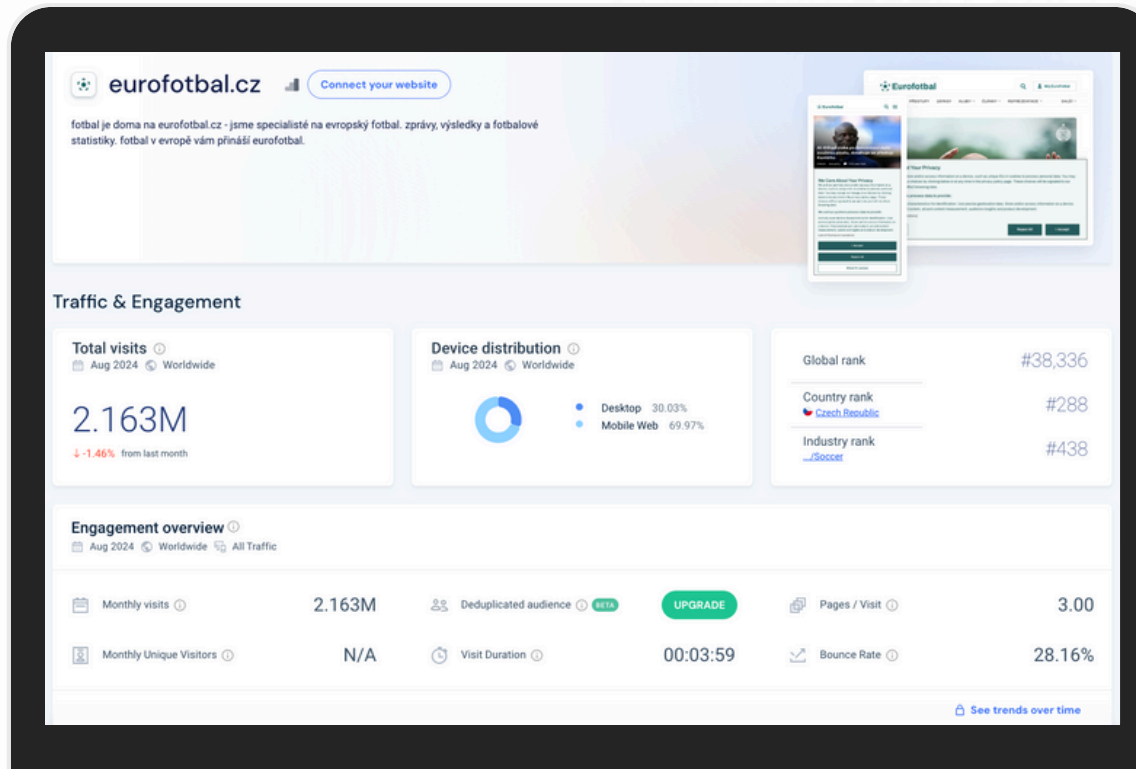 eurofotbal.cz
Connect your website
fotbal je doma na eurofotbal.cz - jsme specialisté na evropský fotbal. zprávy, výsledky a fotbalové
statistiky. fotbal v evropě vám přináší eurofotbal.
Eurofotbal
We Care About Your Privacy
Traffic & Engagement
Total visits
Aug 2024 Worldwide
2.163M
↓ -1.46% from last month
Device distribution
Aug 2024 Worldwide
Desktop 30.03%
Mobile Web 69.97%
Global rank #38,336
Country rank #288
Czech Republic
Industry rank #438
.../Soccer
Engagement overview
Aug 2024 Worldwide All Traffic
Monthly visits 2.163M Deduplicated audience BETA UPGRADE Pages / Visit 3.00
Monthly Unique Visitors N/A Visit Duration 00:03:59 Bounce Rate 28.16%
See trends over time